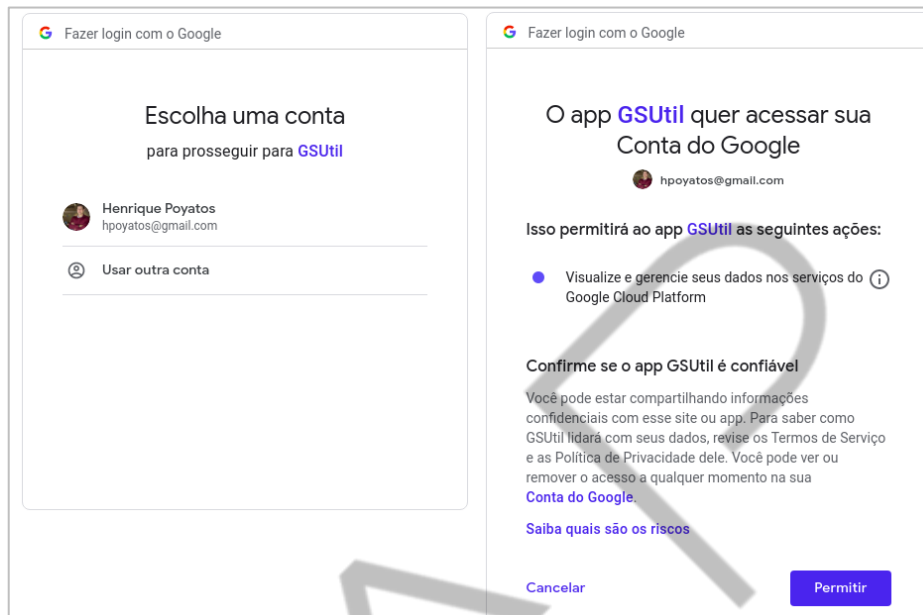 Fazer login com o Google
Escolha uma conta
para prosseguir para GSUtil
Henrique Poyatos
hpoyatos@gmail.com
Usar outra conta
Fazer login com o Google
O app GSUtil quer acessar sua
Conta do Google
hpoyatos@gmail.com
Isso permitirá ao app GSUtil as seguintes ações:
Visualize e gerencie seus dados nos serviços do
Google Cloud Platform
Confirme se o app GSUtil é confiável
Você pode estar compartilhando informações
confidenciais com esse site ou app. Para saber como
GSUtil lidará com seus dados, revise os Termos de Serviço
e as Política de Privacidade dele. Você pode ver ou
remover o acesso a qualquer momento na sua
Conta do Google.
Saiba quais são os riscos
Cancelar
Permitir